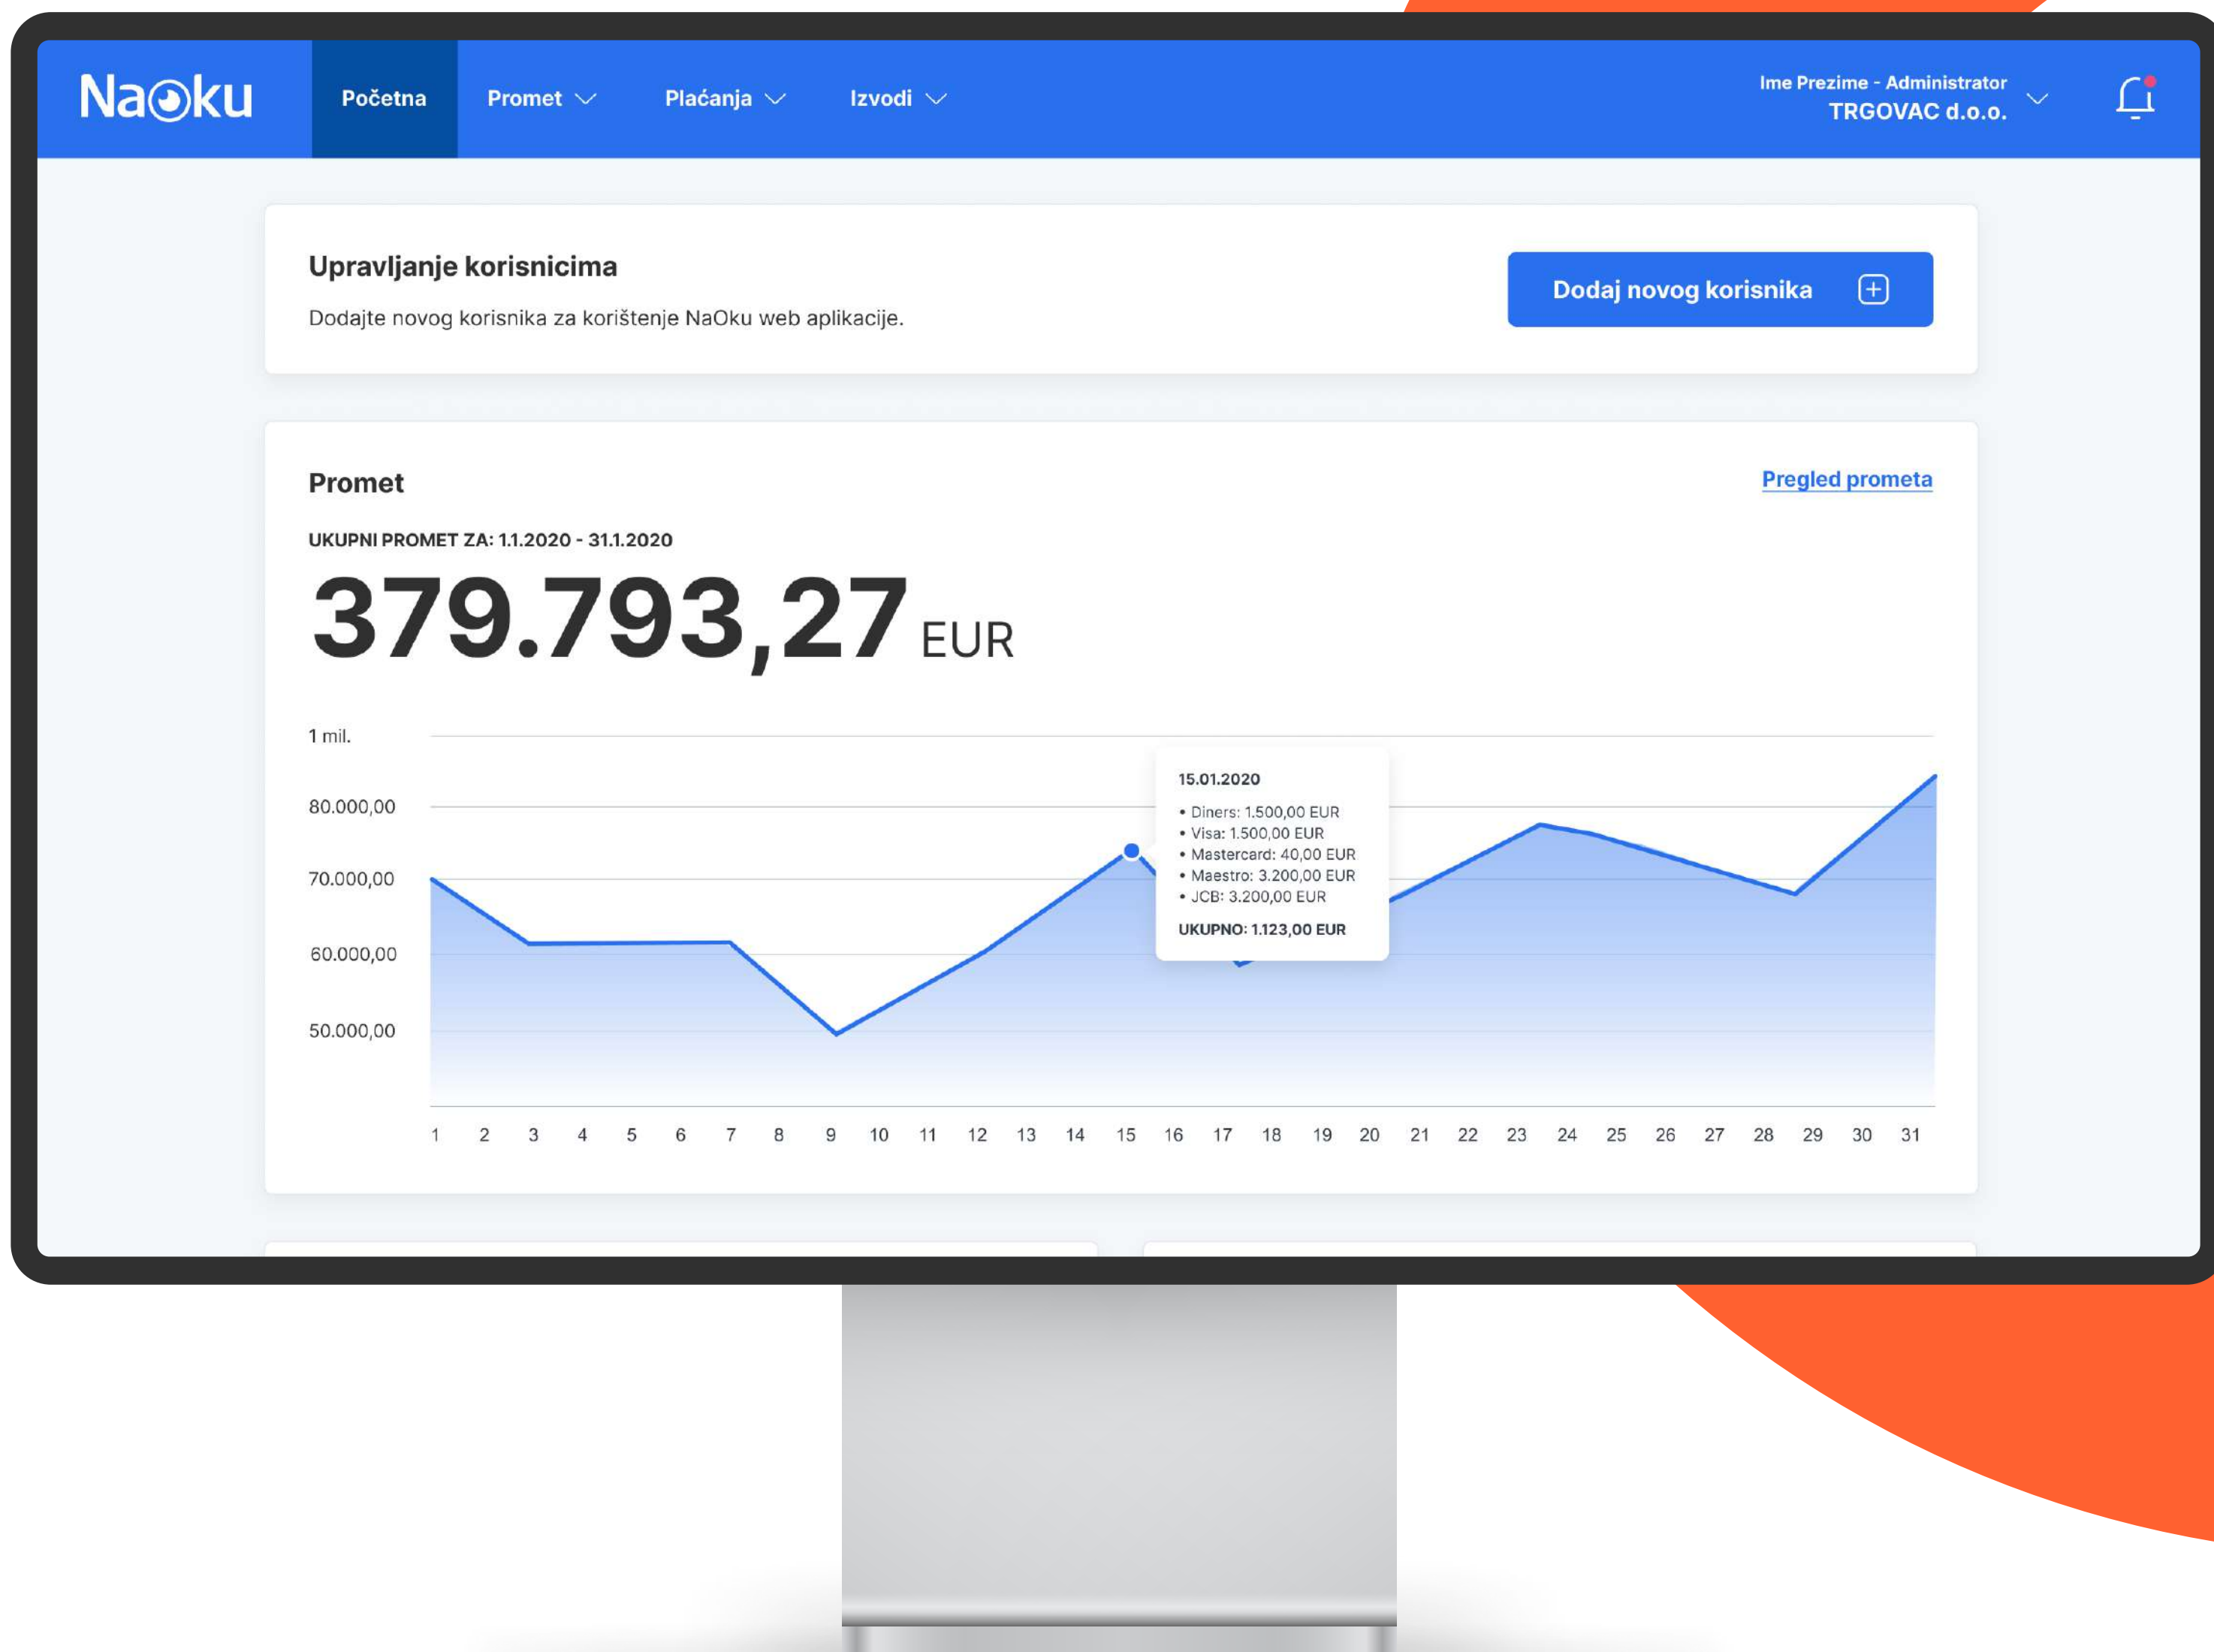 NaOku
Početna
Promet
Plaćanja
Izvodi
Ime Prezime - Administrator
TRGOVAC d.o.o.
Upravljanje korisnicima
Dodajte novog korisnika za korištenje NaOku web aplikacije.
Dodaj novog korisnika
Promet
Pregled prometa
UKUPNI PROMET ZA: 1.1.2020 - 31.1.2020
379.793,27 EUR
1 mil.
80.000,00
70.000,00
60.000,00
50.000,00
15.01.2020
• Diners: 1.500,00 EUR
• Visa: 1.500,00 EUR
• Mastercard: 40,00 EUR
• Maestro: 3.200,00 EUR
• JCB: 3.200,00 EUR
UKUPNO: 1.123,00 EUR
1 2 3 4 5 6 7 8 9 10 11 12 13 14 15 16 17 18 19 20 21 22 23 24 25 26 27 28 29 30 31